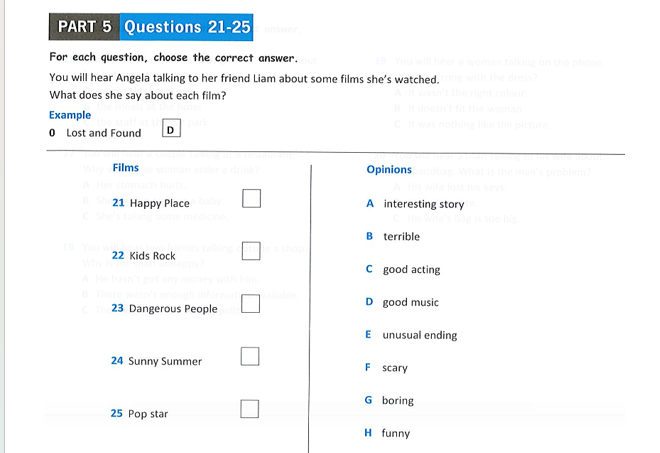 PART 5 Questions 21-25
For each question, choose the correct answer.
You will hear Angela talking to her friend Liam about some films she's watched.
What does she say about each film?
Example
0 Lost and Found D
Films
21 Happy Place
22 Kids Rock
23 Dangerous People
24 Sunny Summer
25 Pop star
Opinions
A interesting story
B terrible
C good acting
D good music
E unusual ending
F scary
G boring
H funny